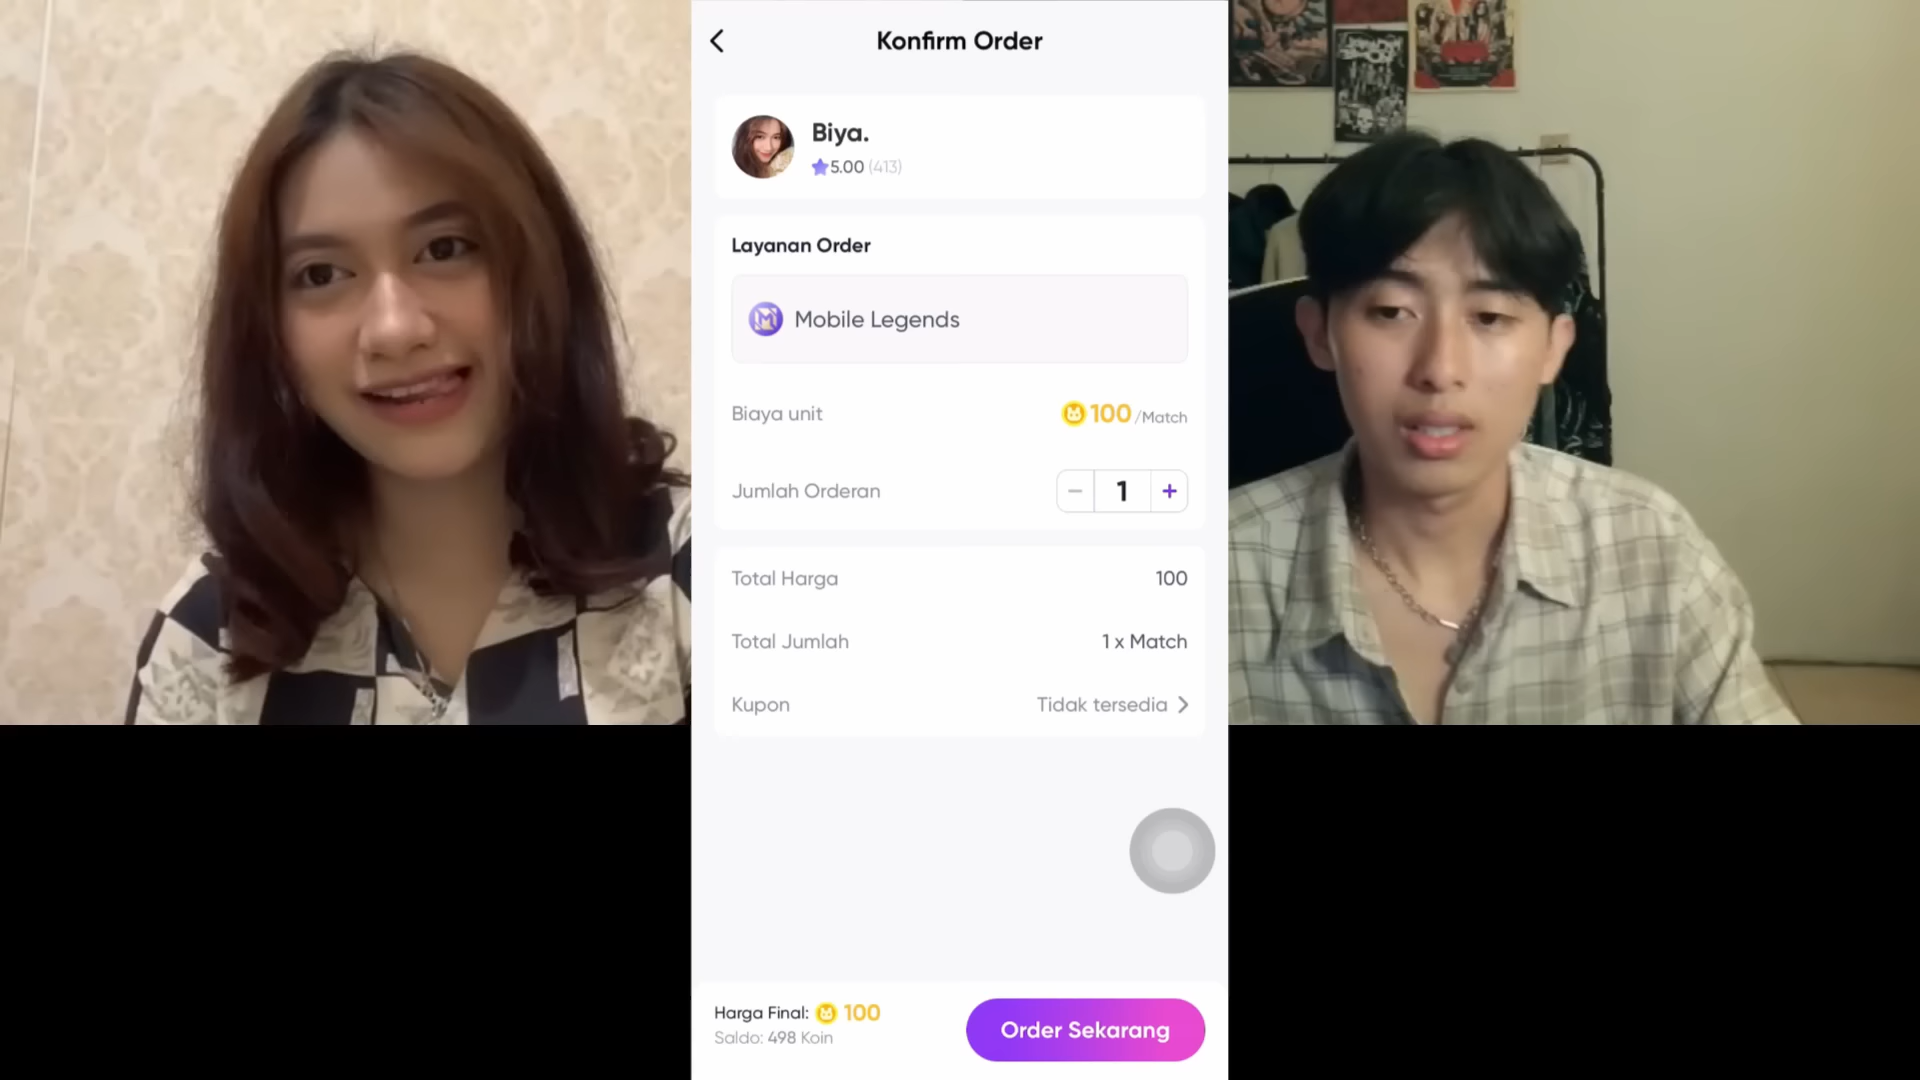 Konfirm Order
Biya.
5.00 (413)
Layanan Order
Mobile Legends
Biaya unit
100 /Match
Jumlah Orderan
1
Total Harga
100
Total Jumlah
1 x Match
Kupon
Tidak tersedia
Harga Final: 100
Saldo: 498 Koin
Order Sekarang